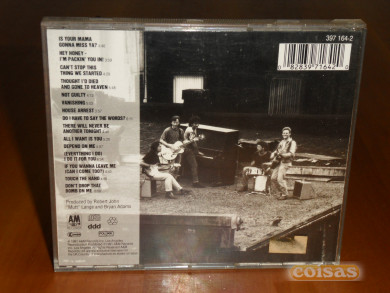 IS YOUR MAMA
GONNA MISS YA?
HEY HONEY -
I'M PACKIN' YOU IN!
CAN'T STOP THIS
THING WE STARTED
THOUGHT I'D DIED
AND GONE TO HEAVEN
NOT GUILTY
VANISHING
HOUSE ARREST
DO I HAVE TO SAY THE WORDS?
THERE WILL NEVER BE
ANOTHER TONIGHT
ALL I WANT IS YOU
DEPEND ON ME
(EVERYTHING I DO)
I DO IT FOR YOU
IF YOU WANNA LEAVE ME
(CAN I COME TOO?)
TOUCH THE HAND
DON'T DROP THAT
BOMB ON ME
Produced by Robert John
"Mutt" Lange and Bryan Adams
A&M
ddd
397 164-2
0 82839 71642
coisas